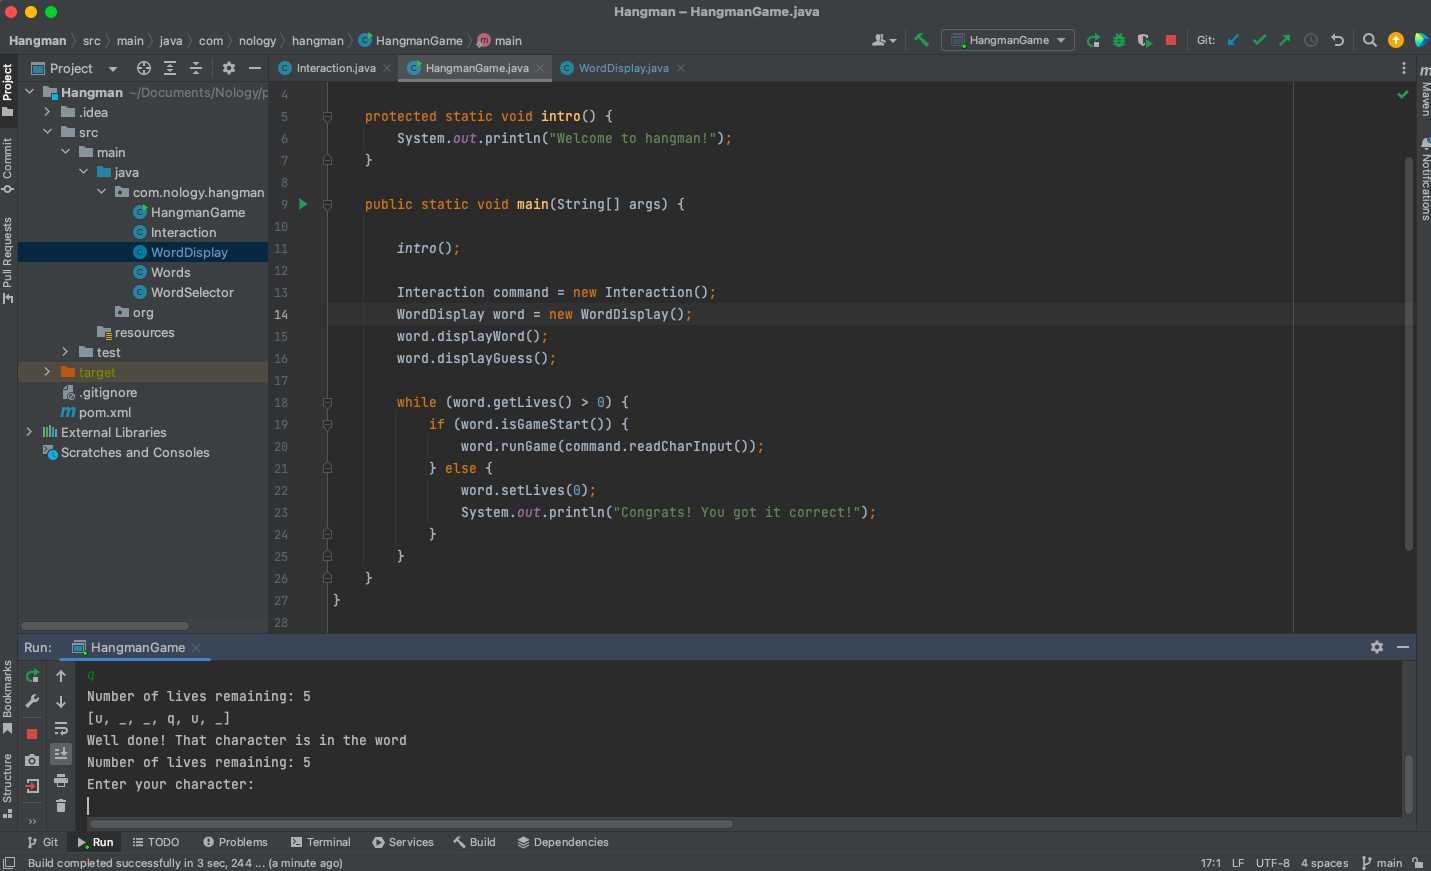 Hangman – HangmanGame.java
Hangman src main java com nology hangman HangmanGame main
HangmanGame
Git:
Project
Interaction.java
HangmanGame.java
WordDisplay.java
Project
Commit
Pull Requests
Bookmarks
Structure
Maven
Notifications
Hangman ~/Documents/Nology/p
.idea
src
main
java
com.nology.hangman
HangmanGame
Interaction
WordDisplay
Words
WordSelector
org
resources
test
target
.gitignore
pom.xml
External Libraries
Scratches and Consoles
4
5 protected static void intro() {
6 System.out.println("Welcome to hangman!");
7 }
8
9 public static void main(String[] args) {
10
11 intro();
12
13 Interaction command = new Interaction();
14 WordDisplay word = new WordDisplay();
15 word.displayWord();
16 word.displayGuess();
17
18 while (word.getLives() > 0) {
19 if (word.isGameStart()) {
20 word.runGame(command.readCharInput());
21 } else {
22 word.setLives(0);
23 System.out.println("Congrats! You got it correct!");
24 }
25 }
26 }
27 }
28
Run: HangmanGame
q
Number of lives remaining: 5
[u, _, _, q, u, _]
Well done! That character is in the word
Number of lives remaining: 5
Enter your character:
Git Run TODO Problems Terminal Services Build Dependencies
Build completed successfully in 3 sec, 244 ... (a minute ago)
17:1 LF UTF-8 4 spaces main